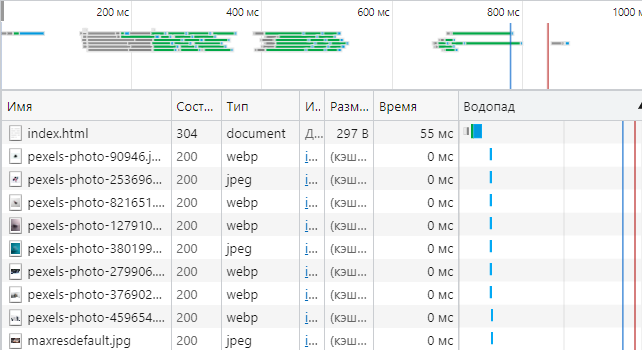 200 мс 400 мс 600 мс 800 мс 1000 м
Имя Сост... Тип И... Разм... Время Водопад
index.html 304 document Д... 297 B 55 мс
pexels-photo-90946.j... 200 webp i... (кэш... 0 мс
pexels-photo-253696... 200 jpeg i... (кэш... 0 мс
pexels-photo-821651... 200 webp i... (кэш... 0 мс
pexels-photo-127910... 200 webp i... (кэш... 0 мс
pexels-photo-380199... 200 jpeg i... (кэш... 0 мс
pexels-photo-279906... 200 webp i... (кэш... 0 мс
pexels-photo-376902... 200 webp i... (кэш... 0 мс
pexels-photo-459654... 200 webp i... (кэш... 0 мс
maxresdefault.jpg 200 jpeg i... (кэш... 0 мс